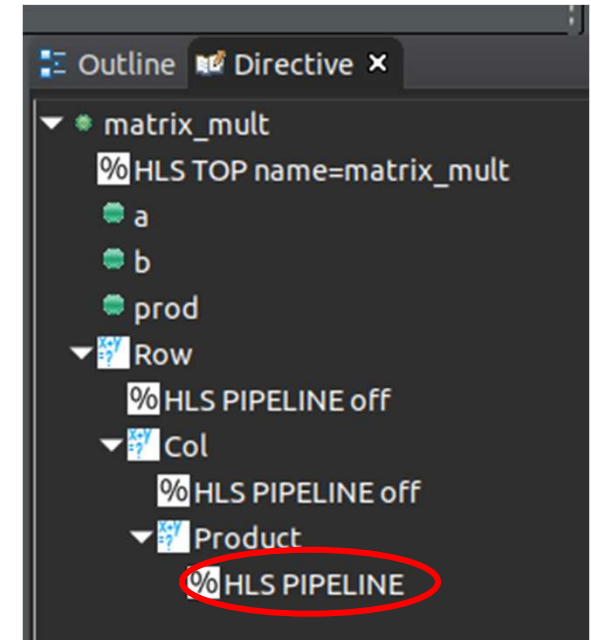 Outline Directive ×
matrix_mult
% HLS TOP name=matrix_mult
a
b
prod
x+y=? Row
% HLS PIPELINE off
x+y=? Col
% HLS PIPELINE off
x+y=? Product
% HLS PIPELINE